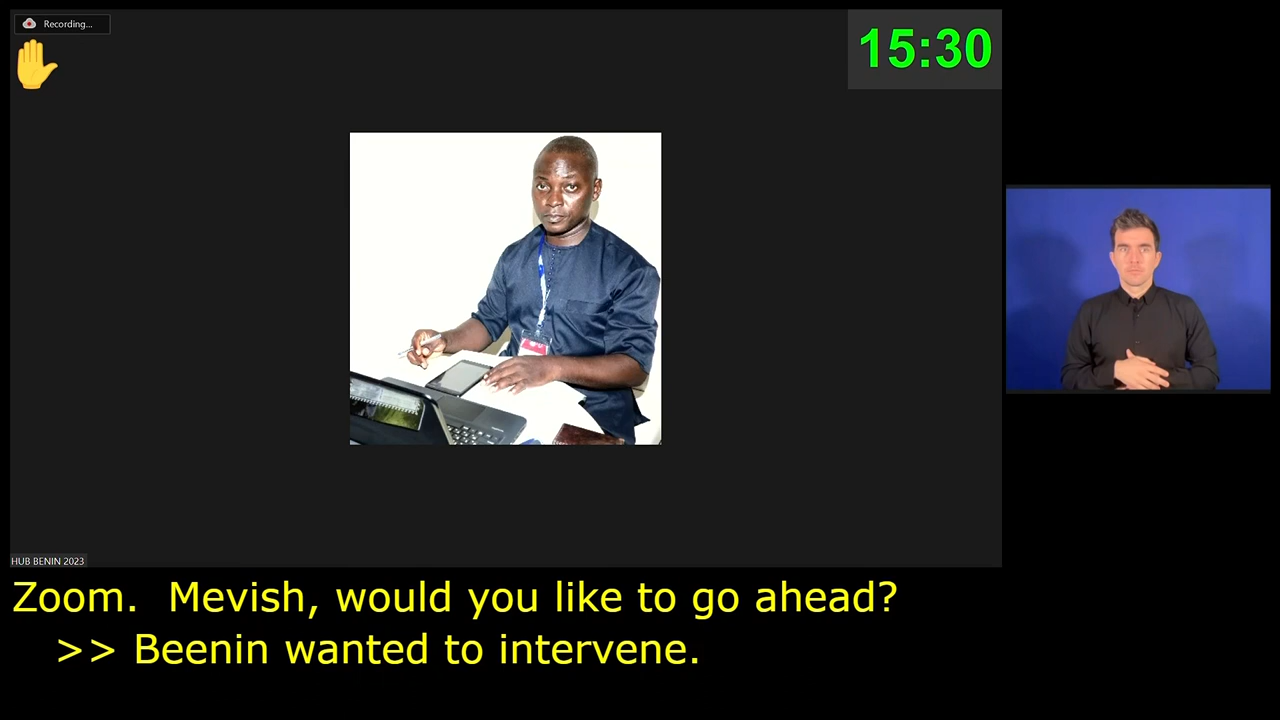 Recording...
15:30
HUB BENIN 2023
Zoom.  Mevish, would you like to go ahead?
>> Beenin wanted to intervene.